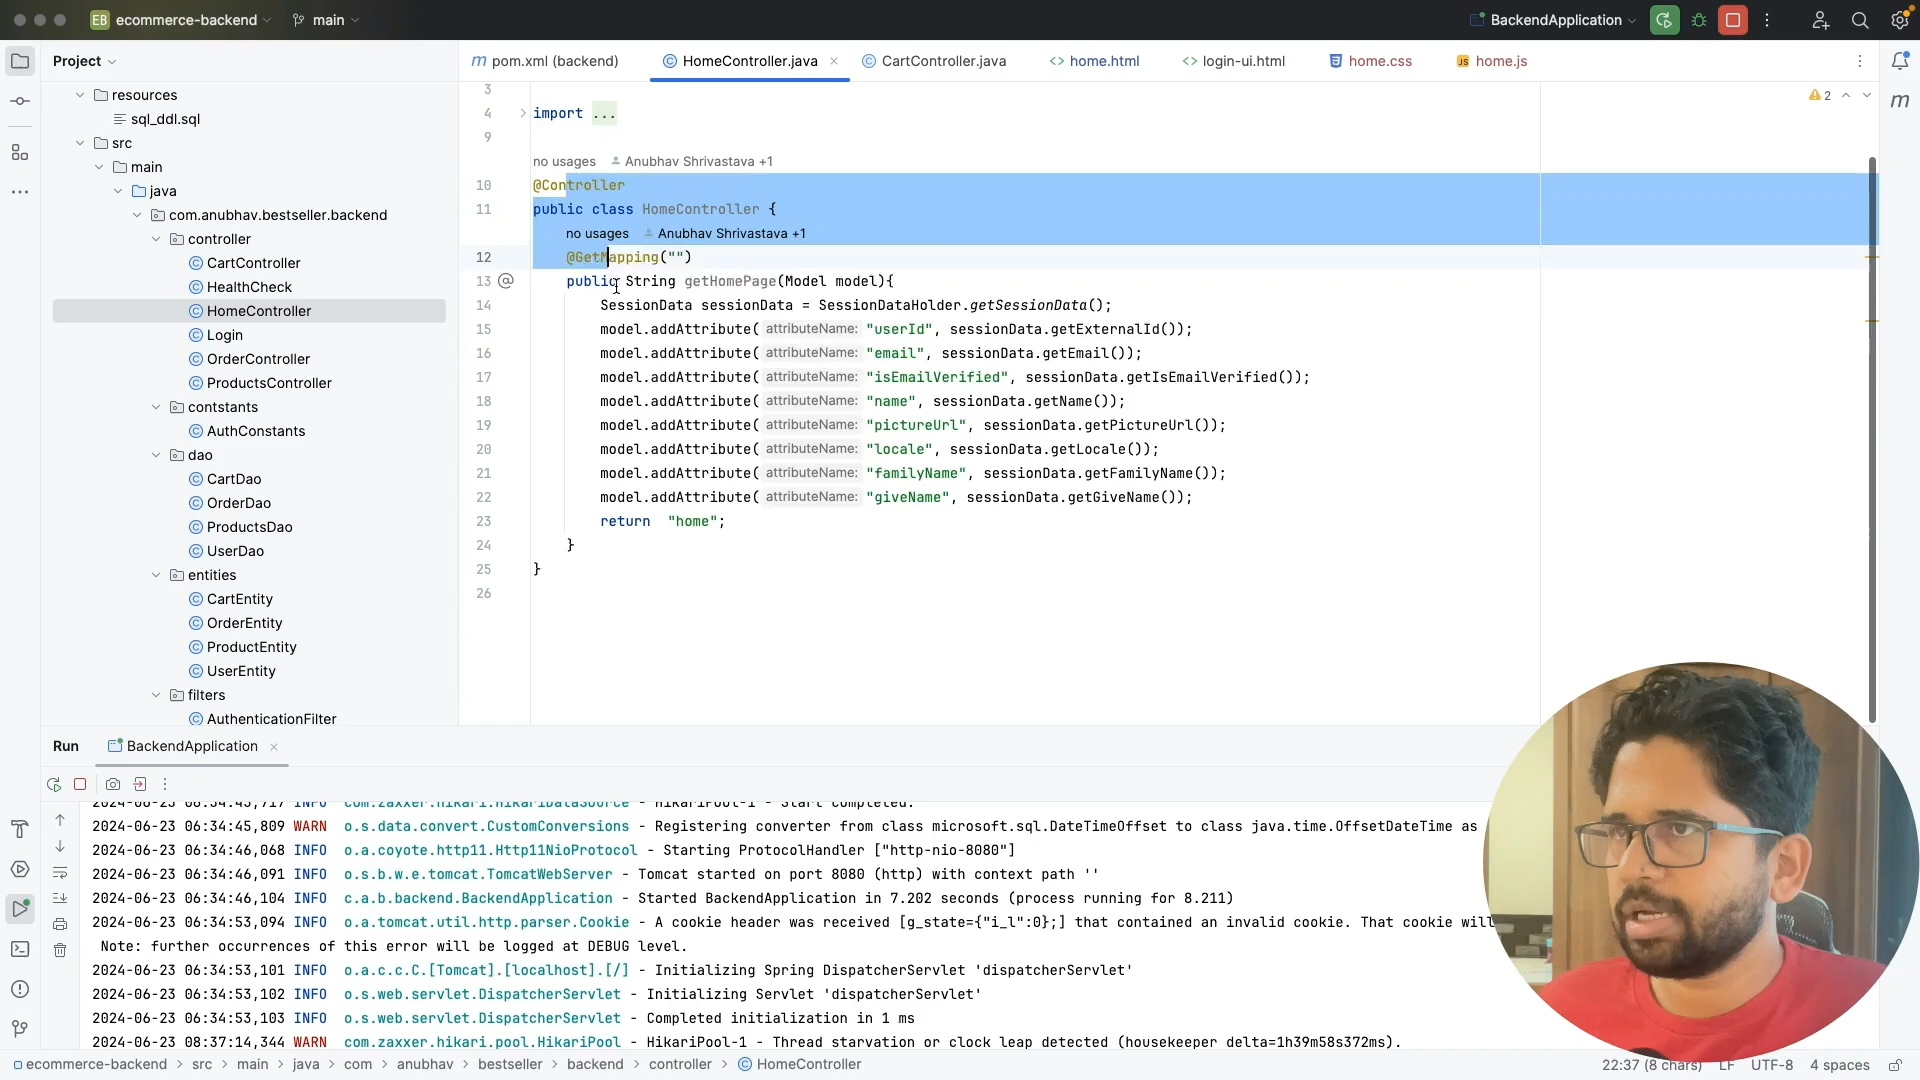 EB ecommerce-backend main BackendApplication
Project
pom.xml (backend) HomeController.java CartController.java home.html login-ui.html home.css home.js
resources
sql_ddl.sql
src
main
java
com.anubhav.bestseller.backend
controller
CartController
HealthCheck
HomeController
Login
OrderController
ProductsController
contstants
AuthConstants
dao
CartDao
OrderDao
ProductsDao
UserDao
entities
CartEntity
OrderEntity
ProductEntity
UserEntity
filters
AuthenticationFilter
2
3
4 import ...
9
no usages Anubhav Shrivastava +1
10 @Controller
11 public class HomeController {
no usages Anubhav Shrivastava +1
12 @GetMapping("")
13 public String getHomePage(Model model){
14 SessionData sessionData = SessionDataHolder.getSessionData();
15 model.addAttribute( attributeName: "userId", sessionData.getExternalId());
16 model.addAttribute( attributeName: "email", sessionData.getEmail());
17 model.addAttribute( attributeName: "isEmailVerified", sessionData.getIsEmailVerified());
18 model.addAttribute( attributeName: "name", sessionData.getName());
19 model.addAttribute( attributeName: "pictureUrl", sessionData.getPictureUrl());
20 model.addAttribute( attributeName: "locale", sessionData.getLocale());
21 model.addAttribute( attributeName: "familyName", sessionData.getFamilyName());
22 model.addAttribute( attributeName: "giveName", sessionData.getGiveName());
23 return "home";
24 }
25 }
26
Run BackendApplication
2024-06-23 06:34:45,717 INFO com.zaxxer.hikari.HikariDataSource - HikariPool-1 - Start completed.
2024-06-23 06:34:45,809 WARN o.s.data.convert.CustomConversions - Registering converter from class microsoft.sql.DateTimeOffset to class java.time.OffsetDateTime as
2024-06-23 06:34:46,068 INFO o.a.coyote.http11.Http11NioProtocol - Starting ProtocolHandler ["http-nio-8080"]
2024-06-23 06:34:46,091 INFO o.s.b.w.e.tomcat.TomcatWebServer - Tomcat started on port 8080 (http) with context path ''
2024-06-23 06:34:46,104 INFO c.a.b.backend.BackendApplication - Started BackendApplication in 7.202 seconds (process running for 8.211)
2024-06-23 06:34:53,094 INFO o.a.tomcat.util.http.parser.Cookie - A cookie header was received [g_state={"i_l":0};] that contained an invalid cookie. That cookie will
Note: further occurrences of this error will be logged at DEBUG level.
2024-06-23 06:34:53,101 INFO o.a.c.c.C.[Tomcat].[localhost].[/] - Initializing Spring DispatcherServlet 'dispatcherServlet'
2024-06-23 06:34:53,102 INFO o.s.web.servlet.DispatcherServlet - Initializing Servlet 'dispatcherServlet'
2024-06-23 06:34:53,103 INFO o.s.web.servlet.DispatcherServlet - Completed initialization in 1 ms
2024-06-23 08:37:14,344 WARN com.zaxxer.hikari.pool.HikariPool - HikariPool-1 - Thread starvation or clock leap detected (housekeeper delta=1h39m58s372ms).
ecommerce-backend > src > main > java > com > anubhav > bestseller > backend > controller > HomeController 22:37 (8 chars) LF UTF-8 4 spaces